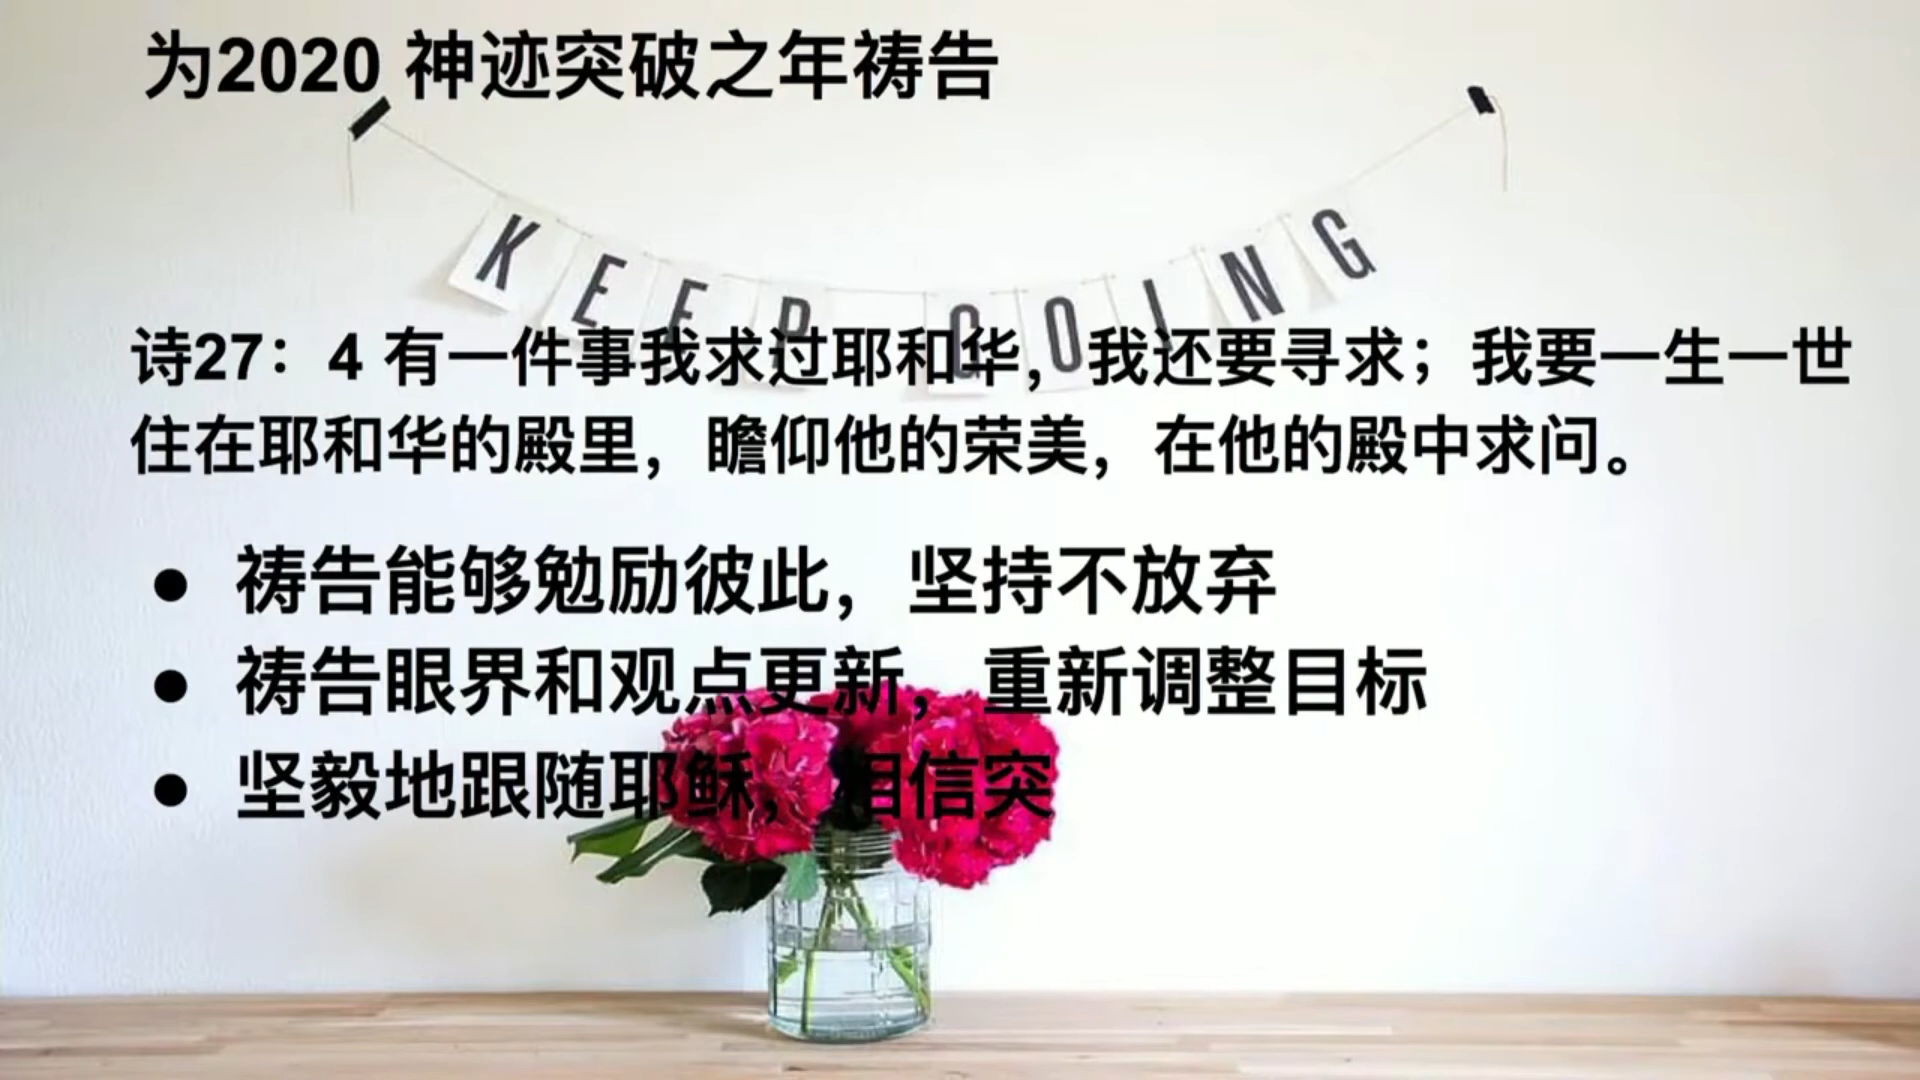 为2020 神迹突破之年祷告
KEEP GOING
诗27：4 有一件事我求过耶和华，我还要寻求；我要一生一世
住在耶和华的殿里，瞻仰他的荣美，在他的殿中求问。
● 祷告能够勉励彼此，坚持不放弃
● 祷告眼界和观点更新，重新调整目标
● 坚毅地跟随耶稣，相信突